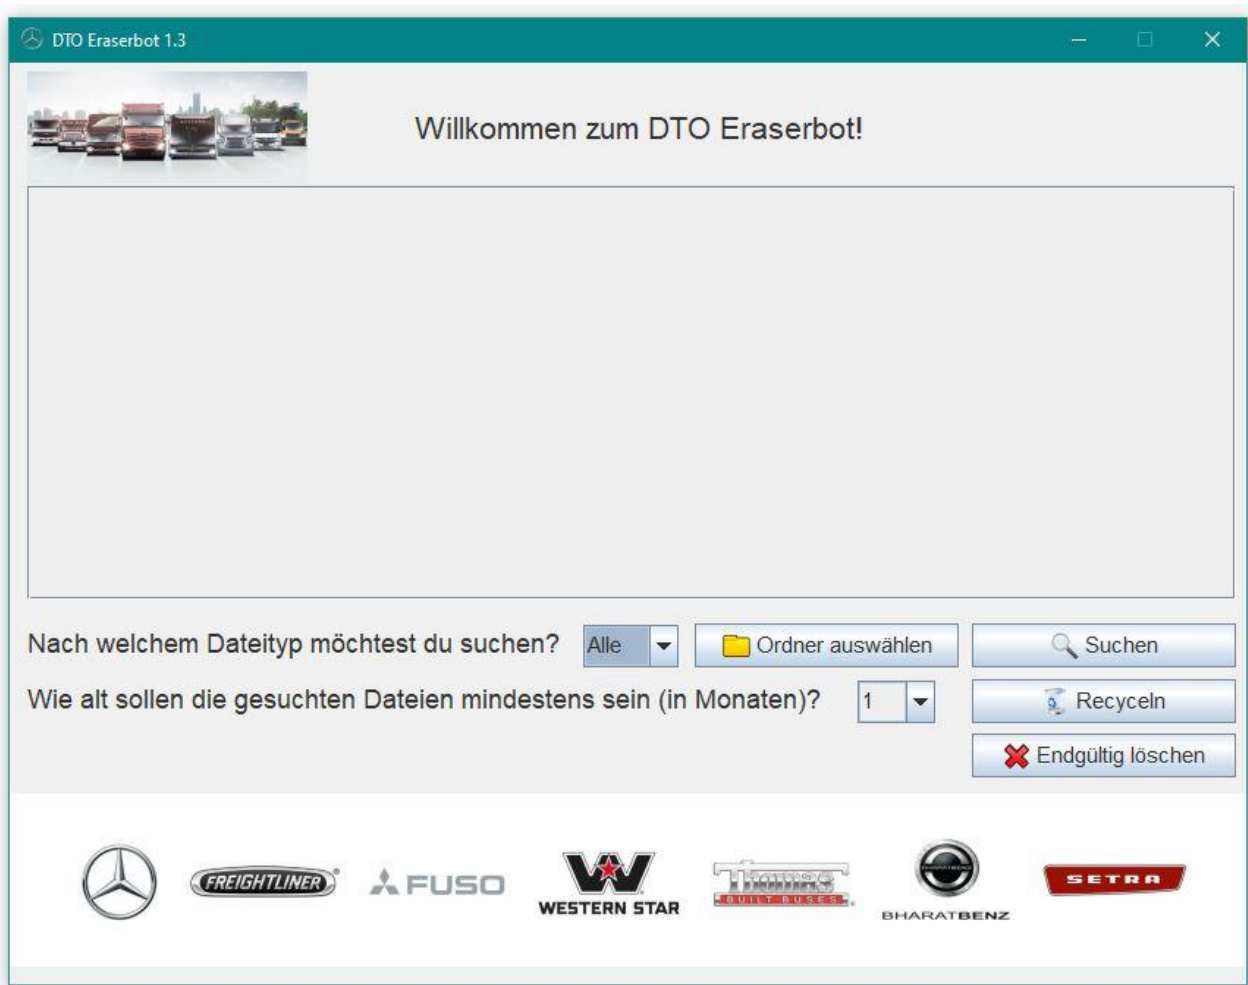 DTO Eraserbot 1.3
Willkommen zum DTO Eraserbot!
Nach welchem Dateityp möchtest du suchen? Alle Ordner auswählen Suchen
Wie alt sollen die gesuchten Dateien mindestens sein (in Monaten)? 1 Recyceln
Endgültig löschen
FREIGHTLINER
FUSO
WESTERN STAR
Thomas
BUILT BUSES
BHARATBENZ
BHARATBENZ
SETRA